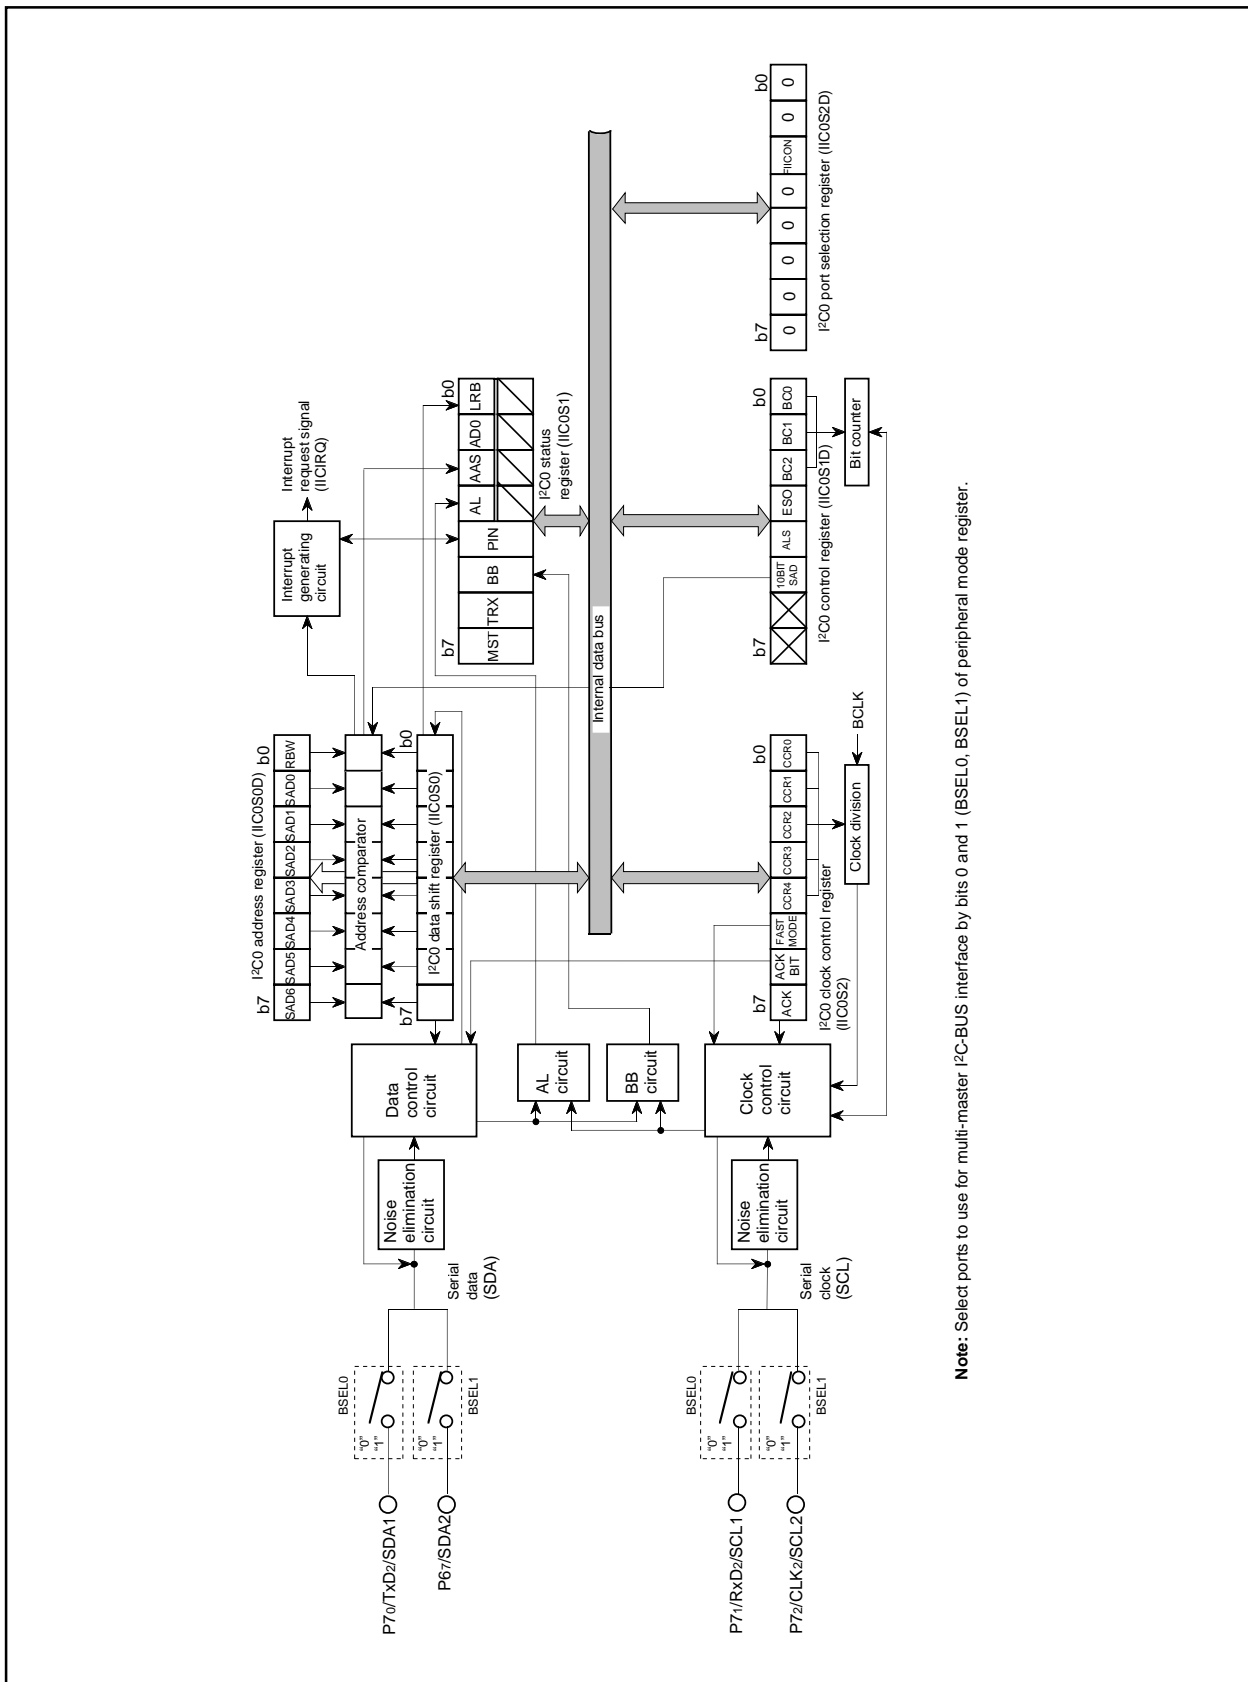 I²C0 address register (IIC0S0D)
b7
b0
SAD6
SAD5
SAD4
SAD3
SAD2
SAD1
SAD0
RBW
Address comparator
b7
b0
I²C0 data shift register (IIC0S0)
Interrupt
generating
circuit
Interrupt
request signal
(IICIRQ)
b7
b0
MST
TRX
BB
PIN
AL
AAS
AD0
LRB
I²C0 status
register (IIC0S1)
P70/TxD2/SDA1
P67/SDA2
BSEL0
"0"
"1"
"0"
"1"
BSEL1
Serial
data
(SDA)
Noise
elimination
circuit
Data
control
circuit
AL
circuit
BB
circuit
Internal data bus
P71/RxD2/SCL1
P72/CLK2/SCL2
BSEL0
"0"
"1"
"0"
"1"
BSEL1
Serial
clock
(SCL)
Noise
elimination
circuit
Clock
control
circuit
b7
b0
ACK
ACK
BIT
FAST
MODE
CCR4
CCR3
CCR2
CCR1
CCR0
I²C0 clock control register
(IIC0S2)
Clock division
BCLK
b7
b0
10BIT
SAD
ALS
ESO
BC2
BC1
BC0
I²C0 control register (IIC0S1D)
Bit counter
b7
b0
0
0
0
0
0
FIICON
0
0
I²C0 port selection register (IIC0S2D)
Note: Select ports to use for multi-master I²C-BUS interface by bits 0 and 1 (BSEL0, BSEL1) of peripheral mode register.